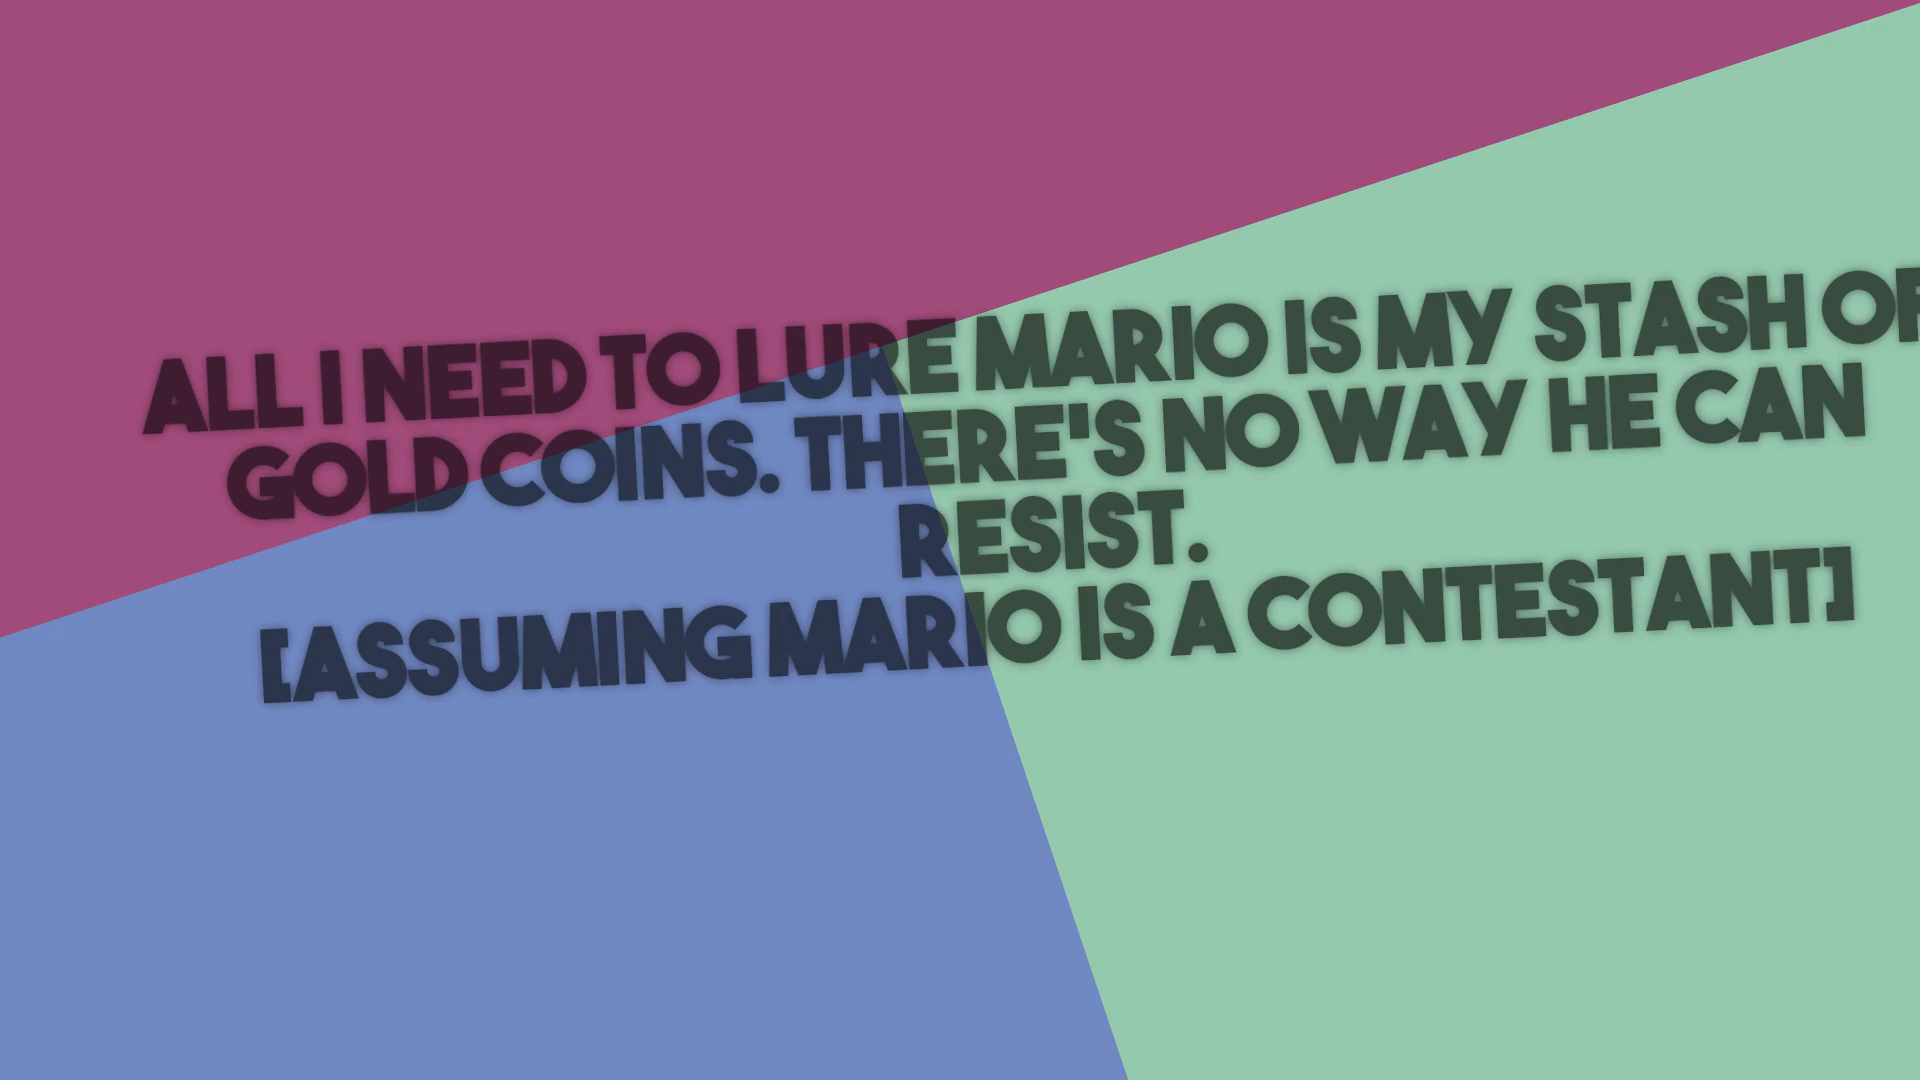 ALL I NEED TO LURE MARIO IS MY STASH OF
GOLD COINS. THERE'S NO WAY HE CAN
RESIST.
[ASSUMING MARIO IS A CONTESTANT]